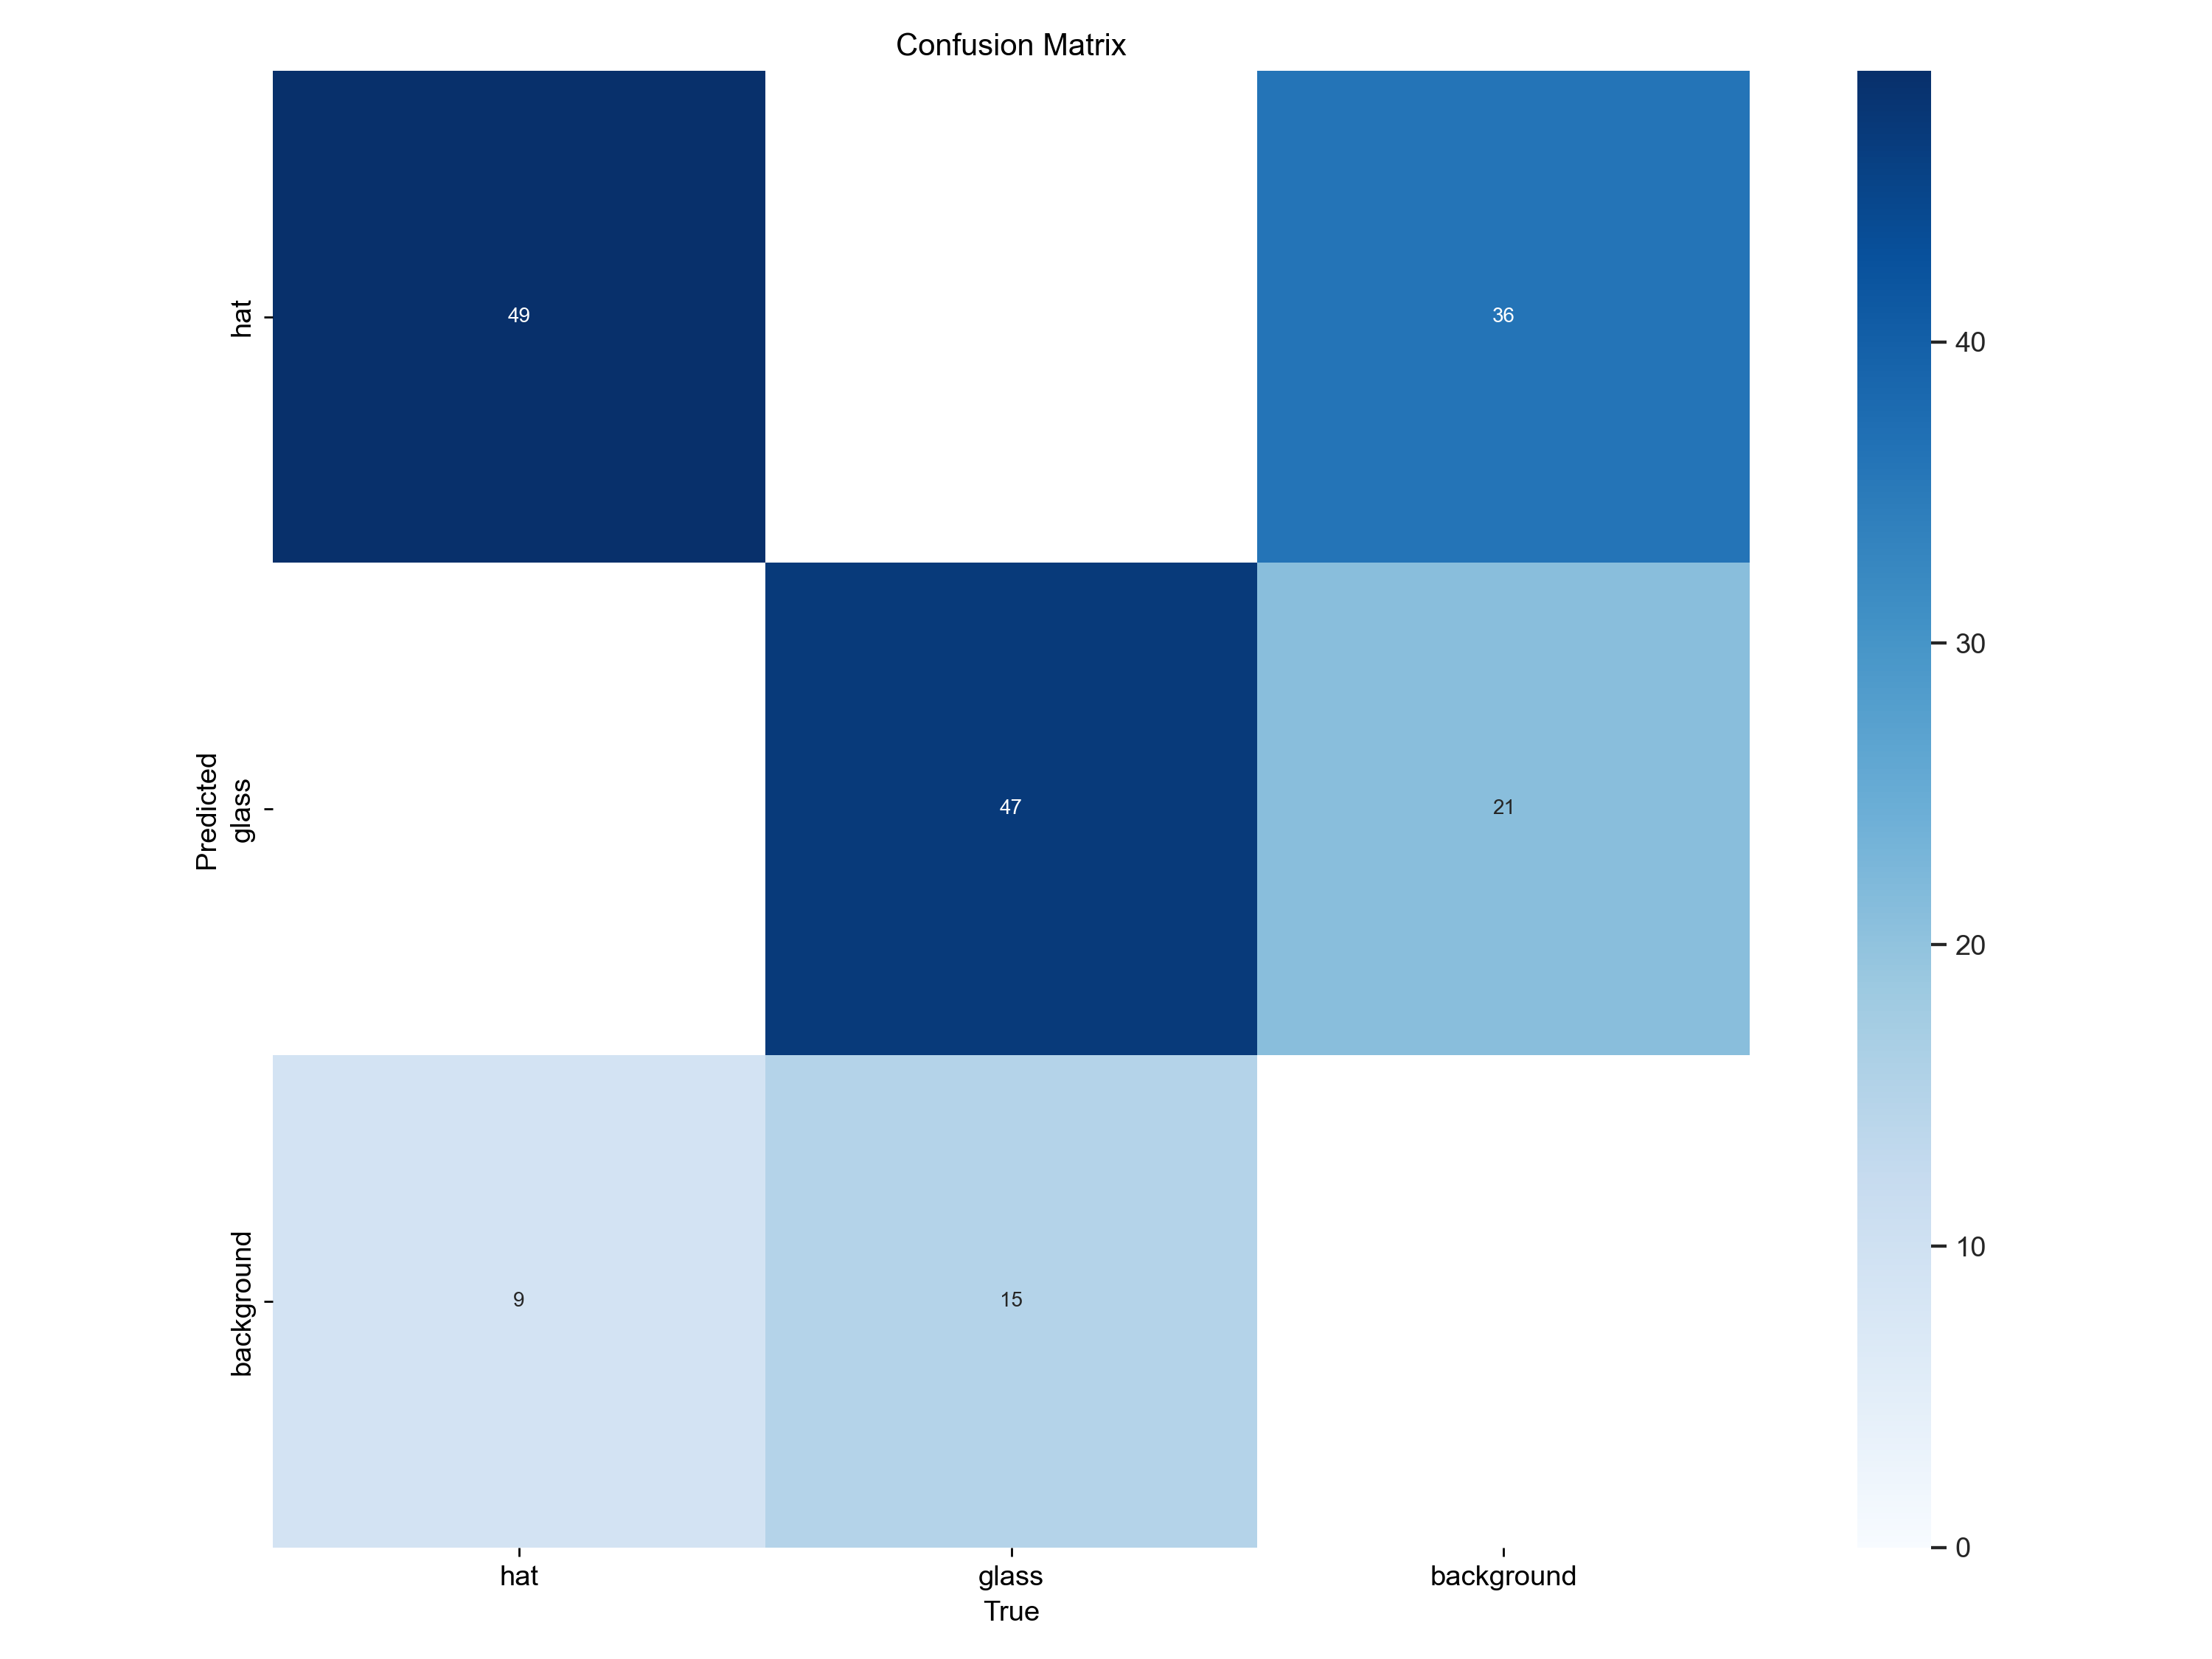 Confusion Matrix
hat
49
36
40
30
Predicted
glass
47
21
20
10
background
9
15
0
hat
glass
background
True